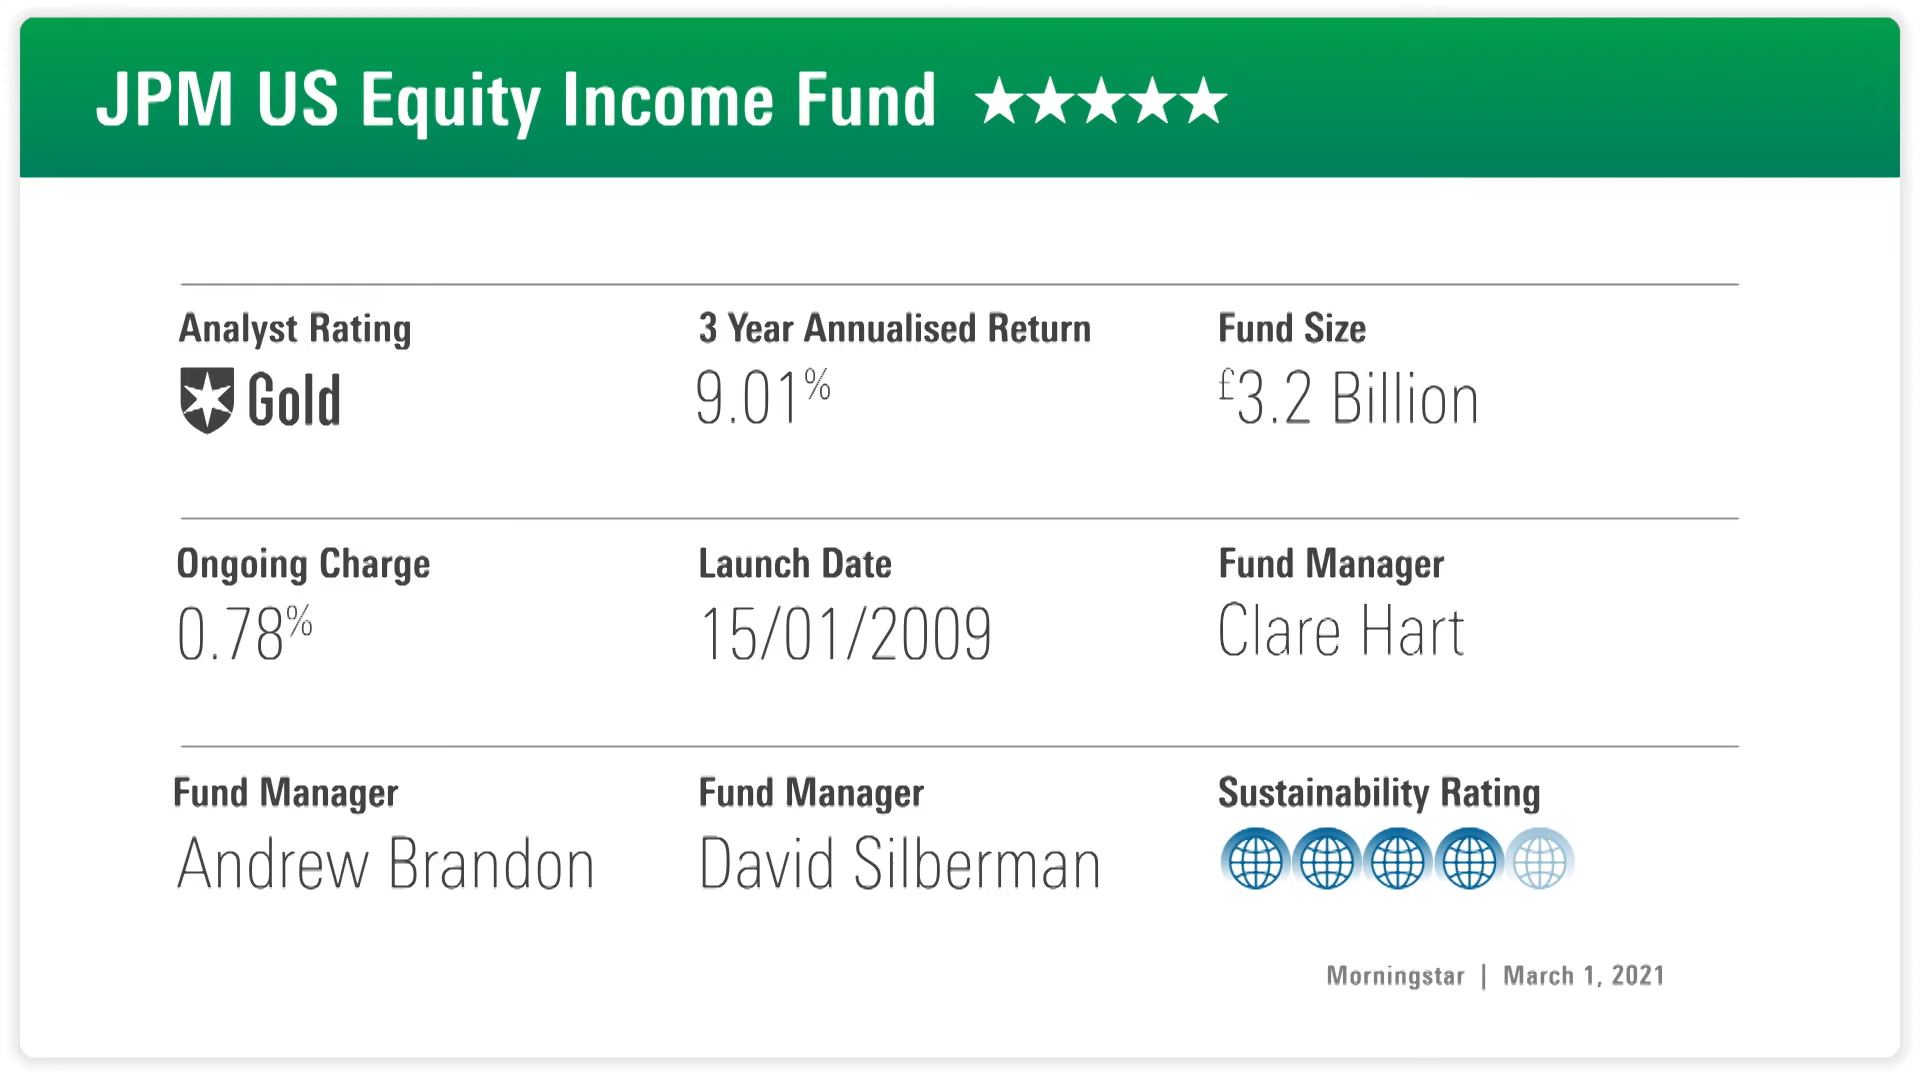 JPM US Equity Income Fund ★★★★★
Analyst Rating
Gold
3 Year Annualised Return
9.01%
Fund Size
£3.2 Billion
Ongoing Charge
0.78%
Launch Date
15/01/2009
Fund Manager
Clare Hart
Fund Manager
Andrew Brandon
Fund Manager
David Silberman
Sustainability Rating
Morningstar | March 1, 2021